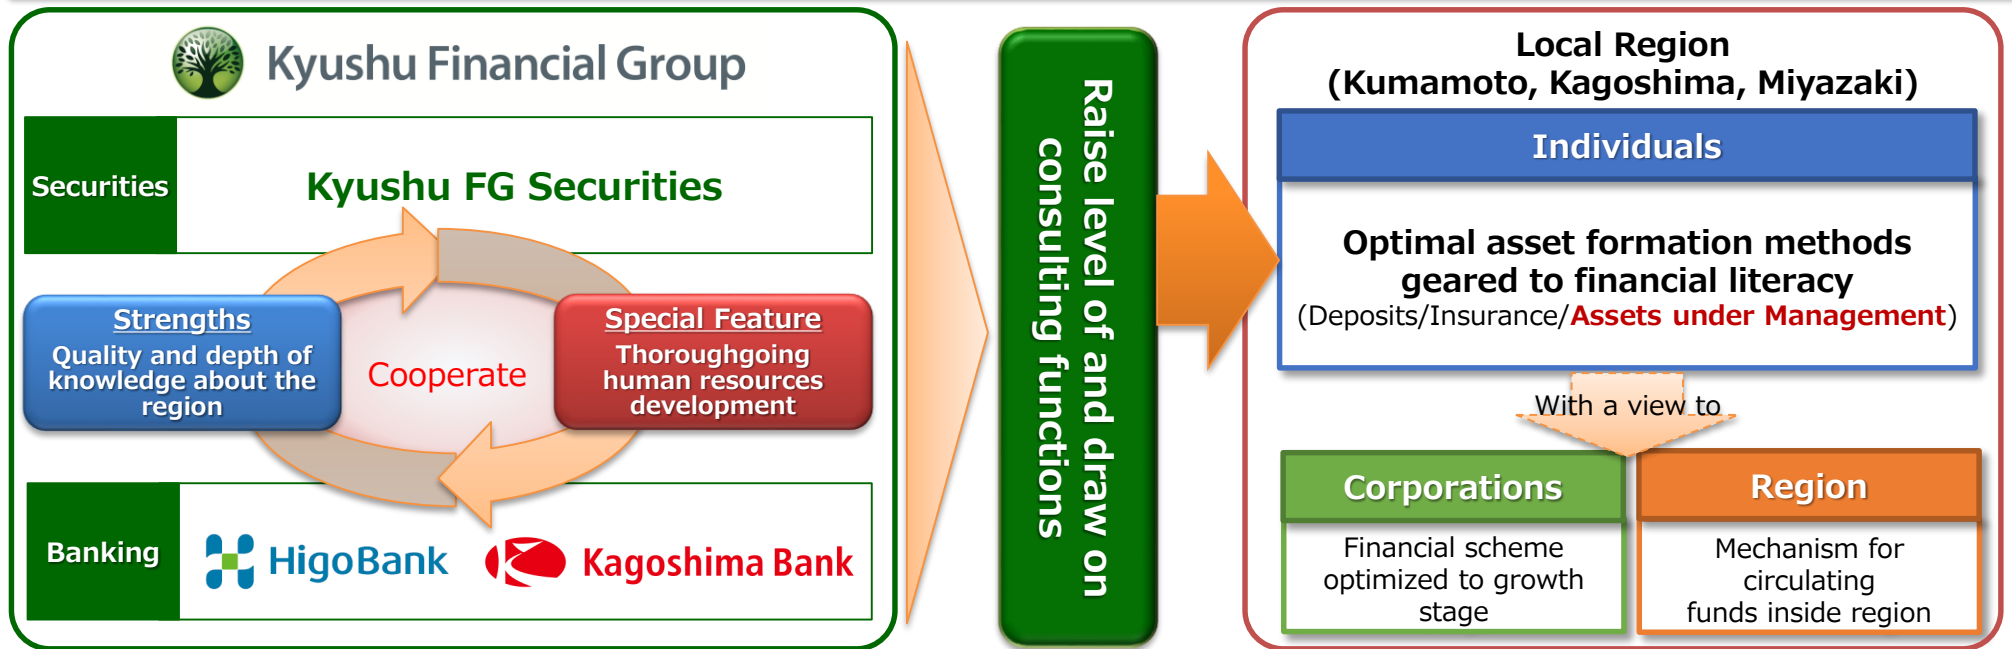 Kyushu Financial Group
Securities
Kyushu FG Securities
Strengths
Quality and depth of
knowledge about the
region
Cooperate
Special Feature
Thoroughgoing
human resources
development
Banking
HigoBank
Kagoshima Bank
Raise level of and draw on
consulting functions
Local Region
(Kumamoto, Kagoshima, Miyazaki)
Individuals
Optimal asset formation methods
geared to financial literacy
(Deposits/Insurance/Assets under Management)
With a view to
Corporations
Financial scheme
optimized to growth
stage
Region
Mechanism for
circulating
funds inside region